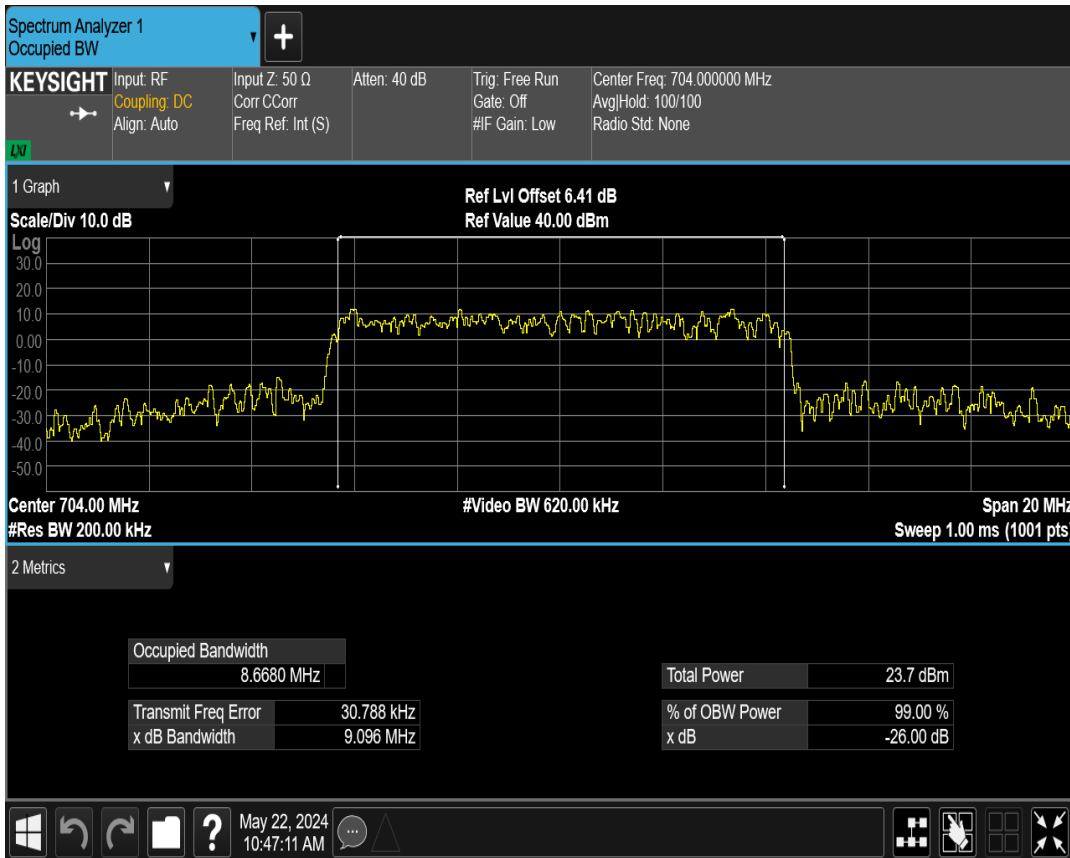 Spectrum Analyzer 1
Occupied BW
KEYSIGHT
LXI
Input: RF
Coupling: DC
Align: Auto
Input Z: 50 Ω
Corr CCorr
Freq Ref: Int (S)
Atten: 40 dB
Trig: Free Run
Gate: Off
#IF Gain: Low
Center Freq: 704.000000 MHz
Avg|Hold: 100/100
Radio Std: None
1 Graph
Ref Lvl Offset 6.41 dB
Scale/Div 10.0 dB
Ref Value 40.00 dBm
Log
30.0
20.0
10.0
0.00
-10.0
-20.0
-30.0
-40.0
-50.0
Center 704.00 MHz
#Video BW 620.00 kHz
Span 20 MHz
#Res BW 200.00 kHz
Sweep 1.00 ms (1001 pts)
2 Metrics
Occupied Bandwidth
8.6680 MHz
Total Power 23.7 dBm
Transmit Freq Error 30.788 kHz
% of OBW Power 99.00 %
x dB Bandwidth 9.096 MHz
x dB -26.00 dB
?
May 22, 2024
10:47:11 AM